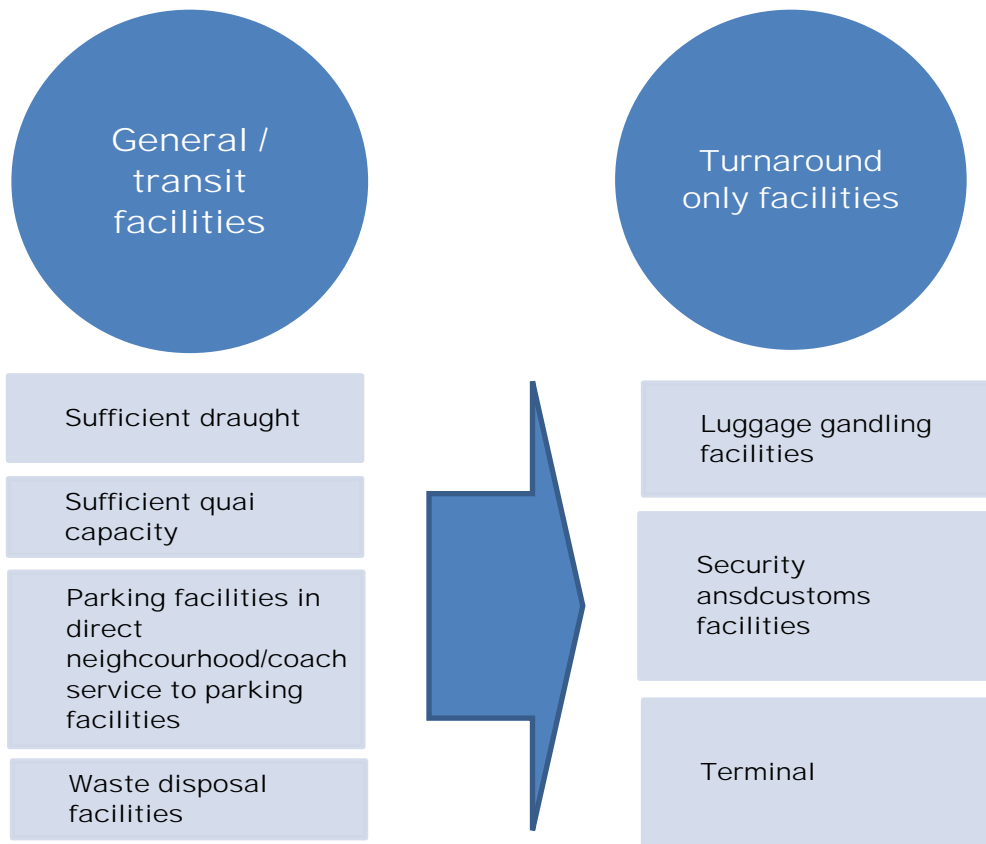 General /
transit
facilities
Turnaround
only facilities
Sufficient draught
Sufficient quai
capacity
Parking facilities in
direct
neighcourhood/coach
service to parking
facilities
Waste disposal
facilities
Luggage gandling
facilities
Security
ansdcustoms
facilities
Terminal